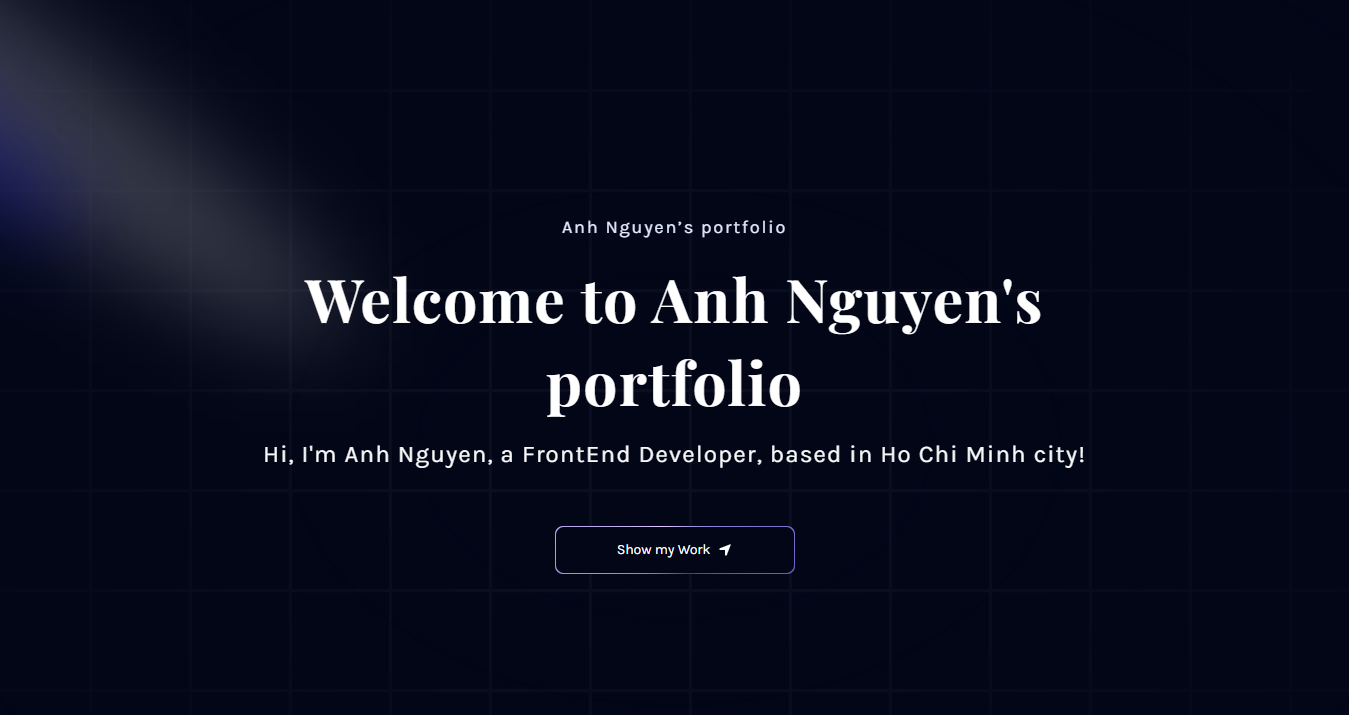 Anh Nguyen’s portfolio
Welcome to Anh Nguyen's
portfolio
Hi, I'm Anh Nguyen, a FrontEnd Developer, based in Ho Chi Minh city!
Show my Work